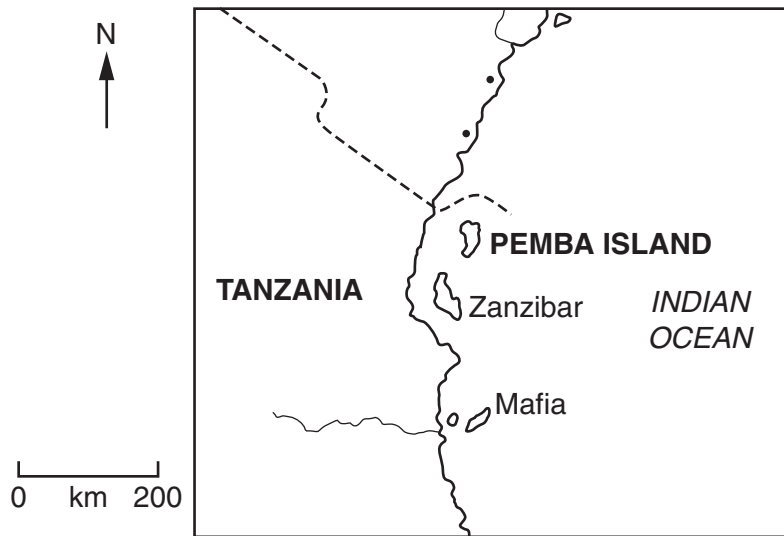 N
PEMBA ISLAND
TANZANIA
Zanzibar
INDIAN
OCEAN
Mafia
0 km 200